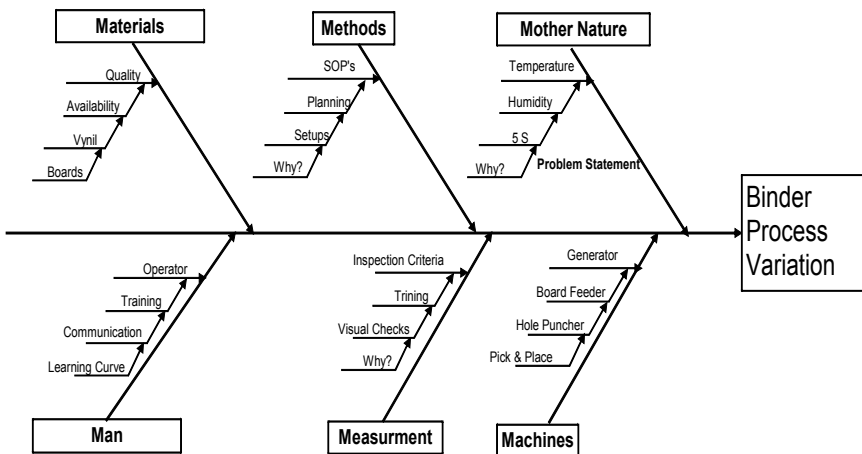 Materials
Methods
Mother Nature
Quality
Availability
Vynil
Boards
SOP's
Planning
Setups
Why?
Temperature
Humidity
5 S
Why?
Problem Statement
Binder
Process
Variation
Operator
Training
Communication
Learning Curve
Inspection Criteria
Trining
Visual Checks
Why?
Generator
Board Feeder
Hole Puncher
Pick & Place
Man
Measurment
Machines